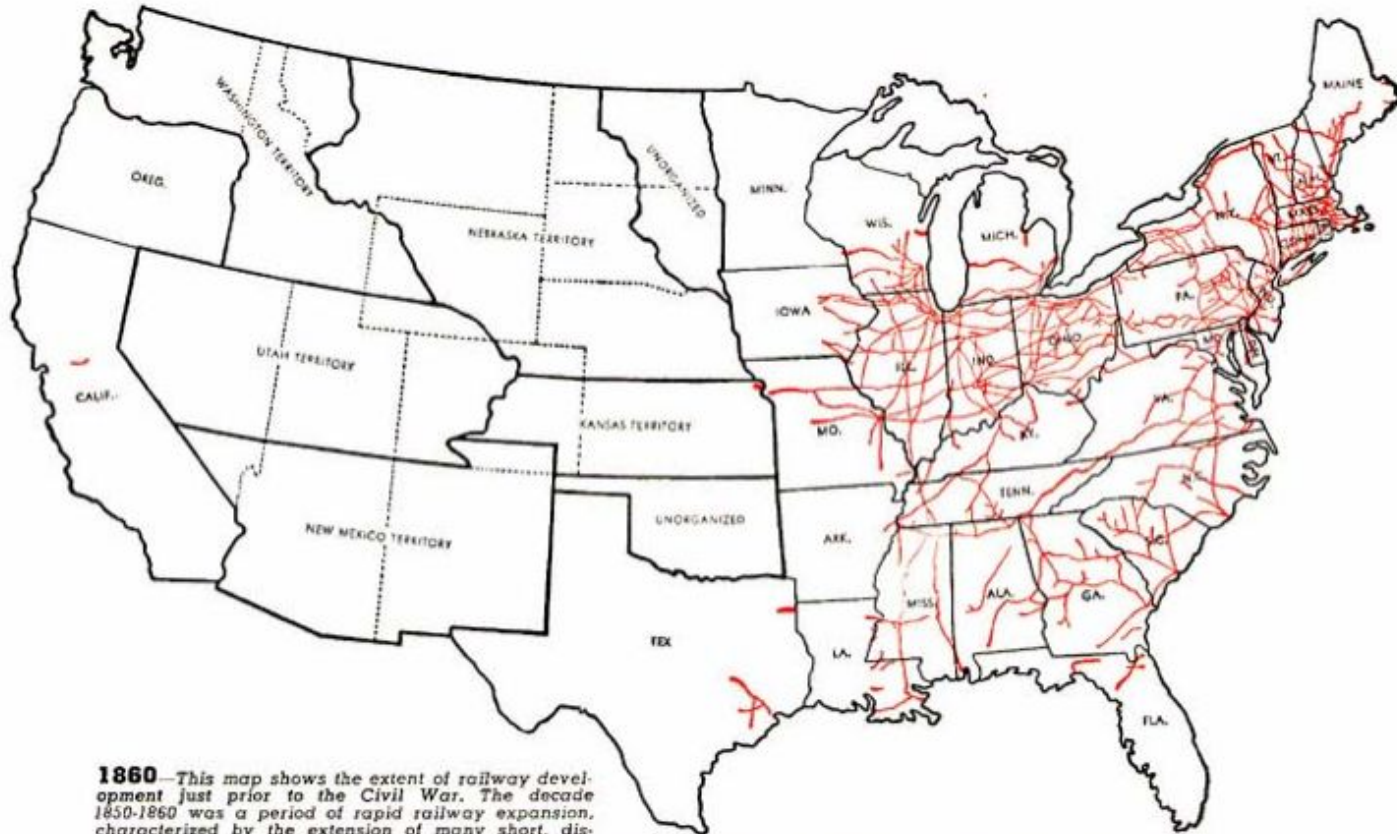 WASHINGTON TERRITORY
OREG.
CALIF.
UTAH TERRITORY
NEW MEXICO TERRITORY
NEBRASKA TERRITORY
UNORGANIZED
KANSAS TERRITORY
UNORGANIZED
TEX
MINN.
IOWA
MO.
ARK.
LA.
WIS.
MICH.
ILL.
IND.
OHIO
KY.
TENN.
MISS.
ALA.
GA.
FLA.
S.C.
N.C.
VA.
PA.
N.Y.
VT.
MASS.
MAINE
1860—This map shows the extent of railway devel-
opment just prior to the Civil War. The decade
1850-1860 was a period of rapid railway expansion,
characterized by the extension of many short, dis-